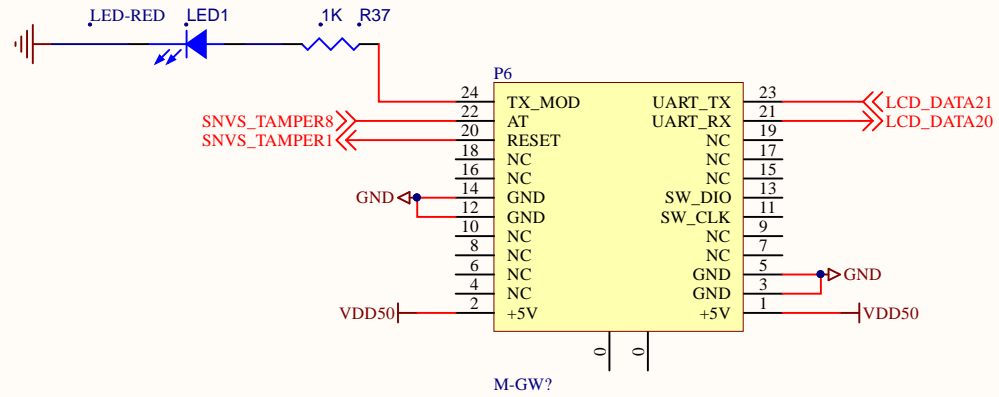 LED-RED LED1 1K R37
P6
24 TX_MOD UART_TX 23 LCD_DATA21
SNVS_TAMPER8 22 AT UART_RX 21 LCD_DATA20
SNVS_TAMPER1 20 RESET NC 19
18 NC NC 17
16 NC NC 15
GND 14 GND SW_DIO 13
12 GND SW_CLK 11
10 NC NC 9
8 NC NC 7
6 NC GND 5 GND
4 NC GND 3
VDD50 2 +5V +5V 1 VDD50
0 0
M-GW?